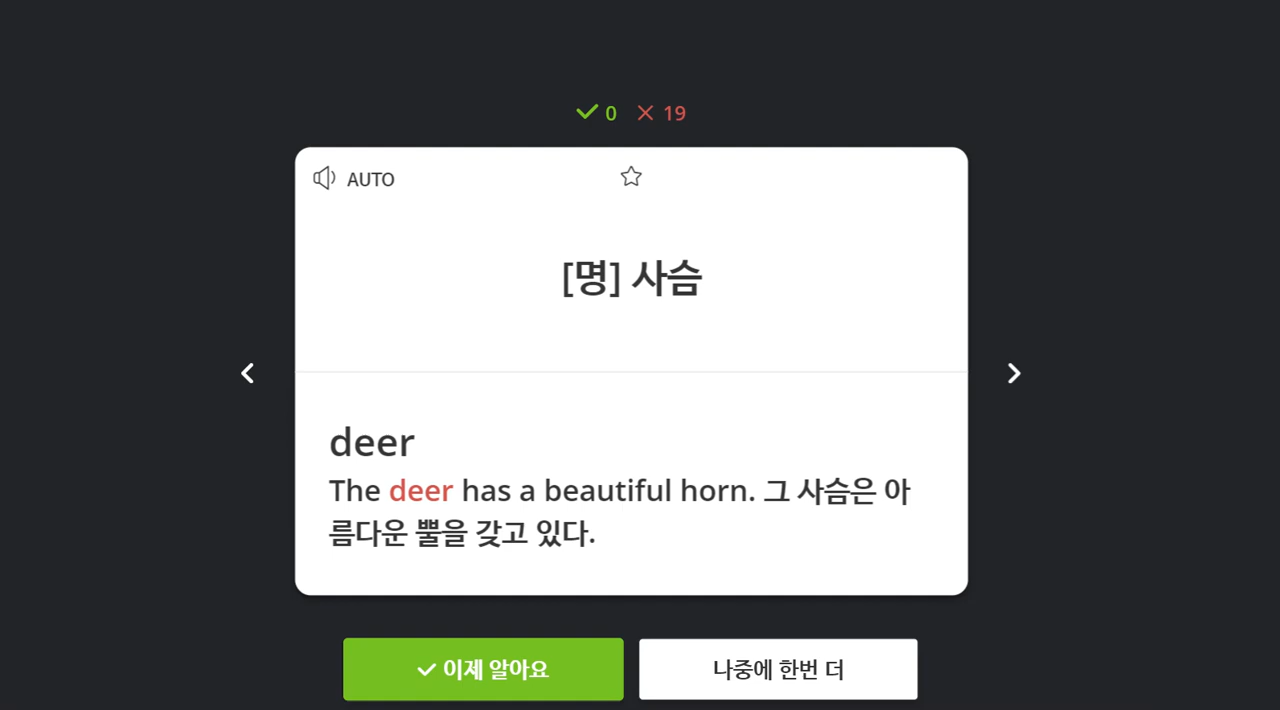 0 19
AUTO
[명] 사슴
deer
The deer has a beautiful horn. 그 사슴은 아
름다운 뿔을 갖고 있다.
이제 알아요 나중에 한번 더